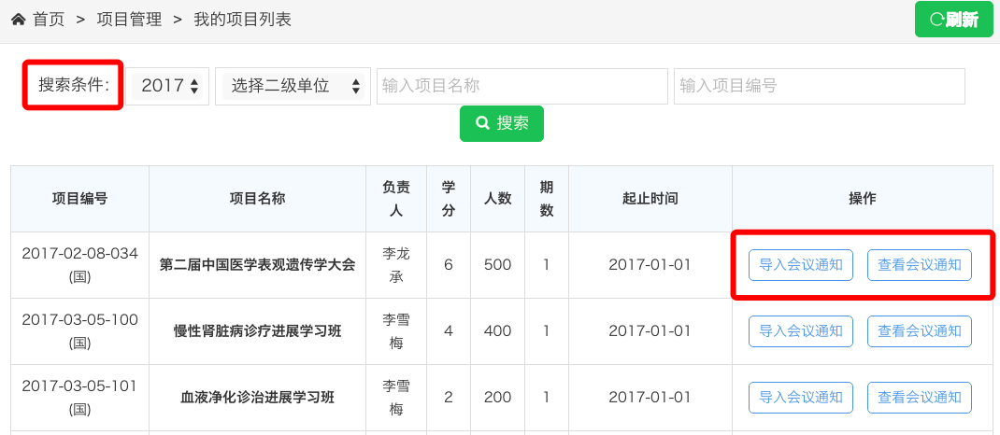 首页 > 项目管理 > 我的项目列表
刷新
搜索条件: 2017 选择二级单位 输入项目名称 输入项目编号
搜索
项目编号 项目名称 负责人 学分 人数 期数 起止时间 操作
2017-02-08-034(国) 第二届中国医学表观遗传学大会 李龙承 6 500 1 2017-01-01 导入会议通知 查看会议通知
2017-03-05-100(国) 慢性肾脏病诊疗进展学习班 李雪梅 4 400 1 2017-01-01 导入会议通知 查看会议通知
2017-03-05-101(国) 血液净化诊治进展学习班 李雪梅 2 200 1 2017-01-01 导入会议通知 查看会议通知